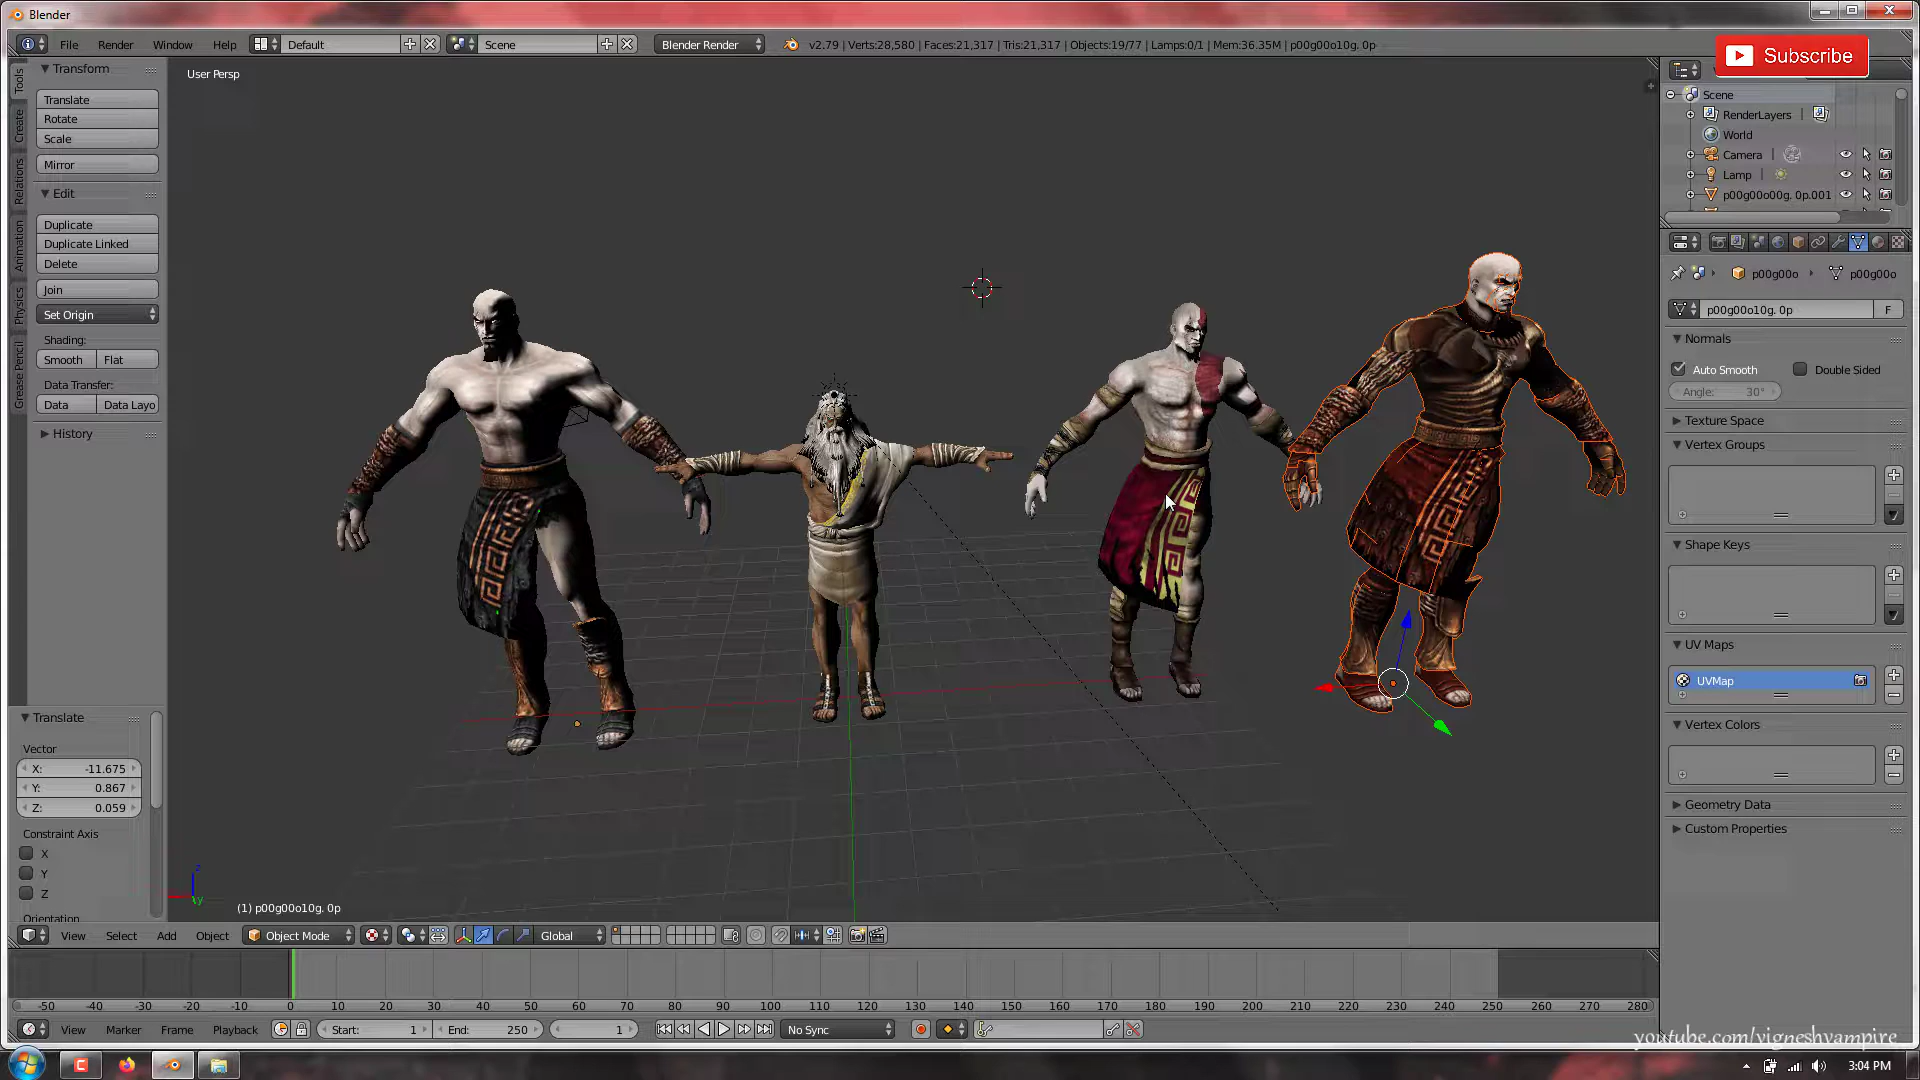 Blender
File Render Window Help Default Scene Blender Render v2.79 | Verts:28,580 | Faces:21,317 | Tris:21,317 | Objects:19/77 | Lamps:0/1 | Mem:36.35M | p00g00o10g. 0p
Subscribe
Tools
Create
Relations
Animation
Physics
Grease Pencil
Transform
Translate
Rotate
Scale
Mirror
Edit
Duplicate
Duplicate Linked
Delete
Join
Set Origin
Shading:
Smooth Flat
Data Transfer:
Data Data Layo
History
Translate
Vector
X: -11.675
Y: 0.867
Z: 0.059
Constraint Axis
X
Y
Z
Orientation
User Persp
(1) p00g00o10g. 0p
Scene
RenderLayers
World
Camera
Lamp
p00g00o00g. 0p.001
p00g00o p00g00o
p00g00o10g. 0p F
Normals
Auto Smooth Double Sided
Angle: 30°
Texture Space
Vertex Groups
Shape Keys
UV Maps
UVMap
Vertex Colors
Geometry Data
Custom Properties
View Select Add Object Object Mode Global
-50 -40 -30 -20 -10 0 10 20 30 40 50 60 70 80 90 100 110 120 130 140 150 160 170 180 190 200 210 220 230 240 250 260 270 280
View Marker Frame Playback Start: 1 End: 250 1 No Sync
youtube.com/vigneshvampire
3:04 PM